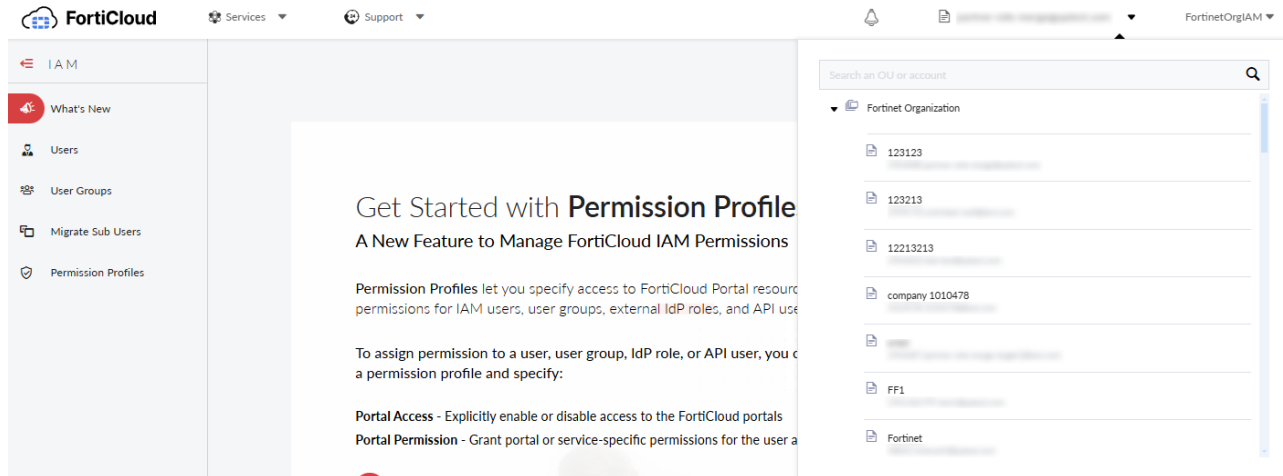 FortiCloud
Services
Support
FortinetOrgIAM
IAM
What's New
Users
User Groups
Migrate Sub Users
Permission Profiles
Get Started with Permission Profile
A New Feature to Manage FortiCloud IAM Permissions
Permission Profiles let you specify access to FortiCloud Portal resourc
permissions for IAM users, user groups, external IdP roles, and API use
To assign permission to a user, user group, IdP role, or API user, you c
a permission profile and specify:
Portal Access - Explicitly enable or disable access to the FortiCloud portals
Portal Permission - Grant portal or service-specific permissions for the user a
Search an OU or account
Fortinet Organization
123123
123213
12213213
company 1010478
FF1
Fortinet